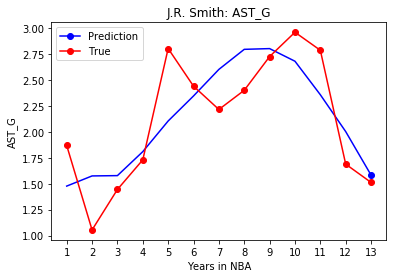 J.R. Smith: AST_G
Prediction
True
3.00
2.75
2.50
2.25
2.00
1.75
1.50
1.25
1.00
AST_G
1 2 3 4 5 6 7 8 9 10 11 12 13
Years in NBA